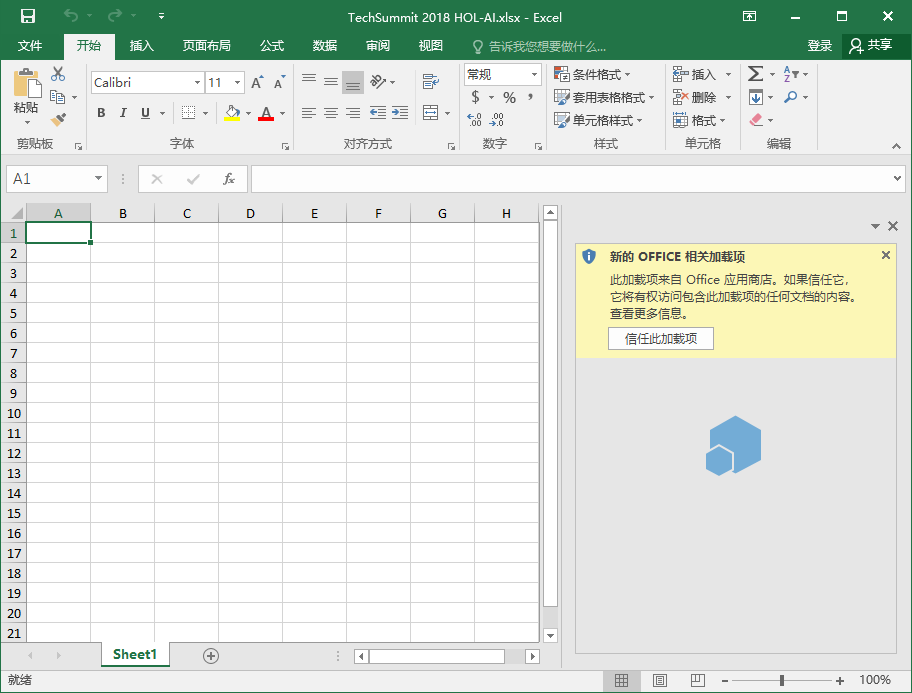 TechSummit 2018 HOL-AI.xlsx - Excel
文件 开始 插入 页面布局 公式 数据 审阅 视图 告诉我您想要做什么... 登录 共享
粘贴
剪贴板
Calibri 11
B I U A
字体
对齐方式
常规
$ % ,
数字
条件格式
套用表格格式
单元格样式
样式
插入
删除
格式
单元格
编辑
A1 fx
A B C D E F G H
1
2
3
4
5
6
7
8
9
10
11
12
13
14
15
16
17
18
19
20
21
新的 OFFICE 相关加载项
此加载项来自 Office 应用商店。如果信任它，
它将有权访问包含此加载项的任何文档的内容。
查看更多信息。
信任此加载项
Sheet1
就绪 100%